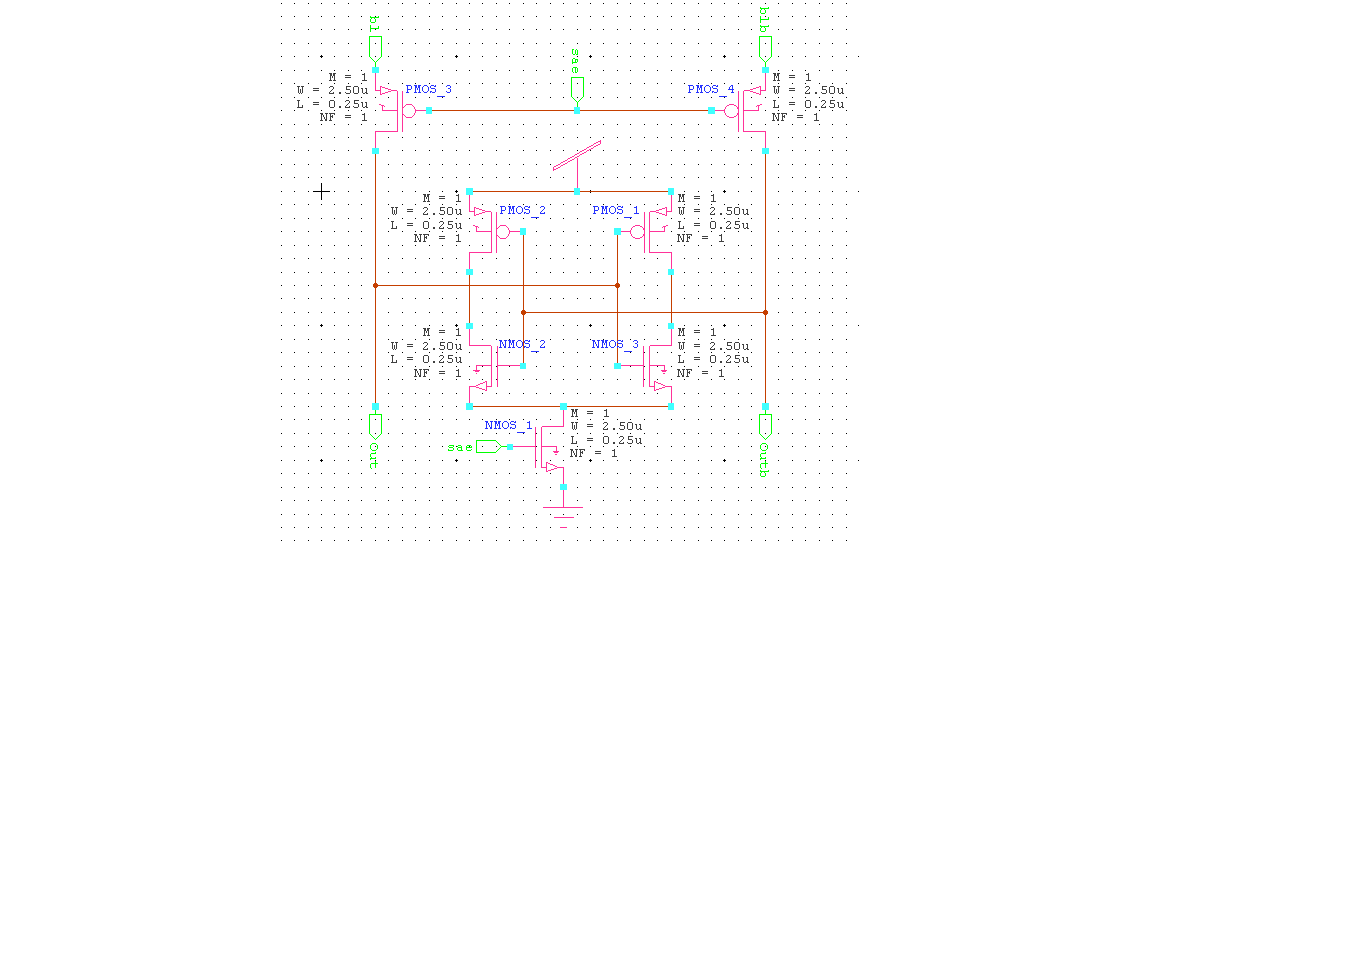 bl
blb
sae
M = 1
W = 2.50u
L = 0.25u
NF = 1
PMOS_3
PMOS_4
M = 1
W = 2.50u
L = 0.25u
NF = 1
M = 1
W = 2.50u
L = 0.25u
NF = 1
PMOS_2
PMOS_1
M = 1
W = 2.50u
L = 0.25u
NF = 1
M = 1
W = 2.50u
L = 0.25u
NF = 1
NMOS_2
NMOS_3
M = 1
W = 2.50u
L = 0.25u
NF = 1
NMOS_1
M = 1
W = 2.50u
L = 0.25u
NF = 1
sae
Out
Outb